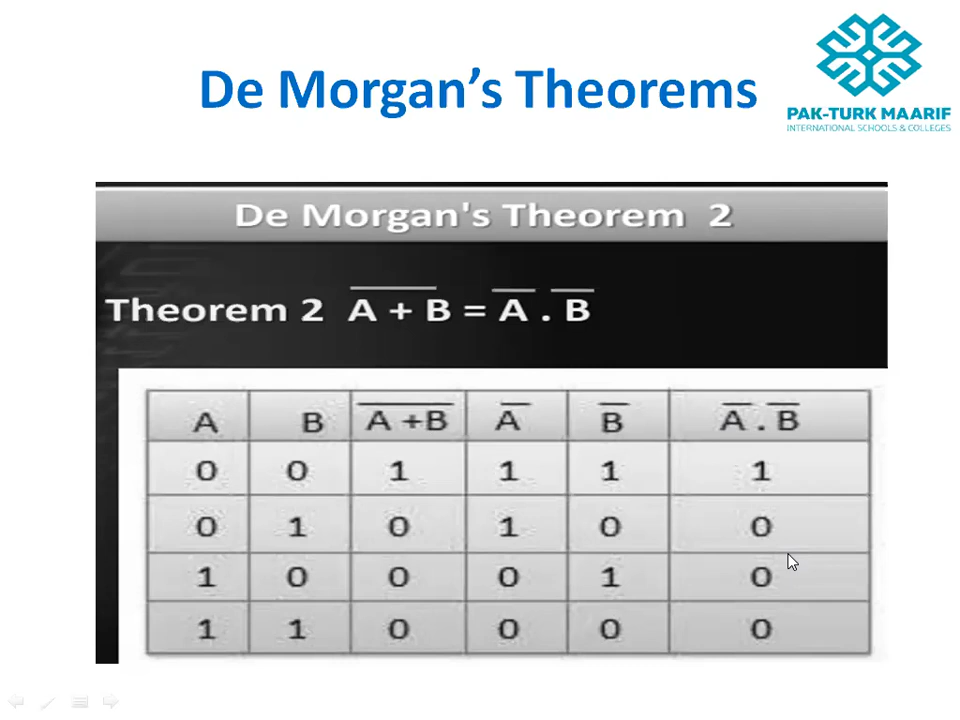 De Morgan's Theorems
PAK-TURK MAARIF
INTERNATIONAL SCHOOLS & COLLEGES
De Morgan's Theorem 2
Theorem 2 A̅ ̅+̅ ̅B̅ = A̅ . B̅
A B A̅ ̅+̅B̅ A̅ B̅ A̅ . B̅
0 0 1 1 1 1
0 1 0 1 0 0
1 0 0 0 1 0
1 1 0 0 0 0